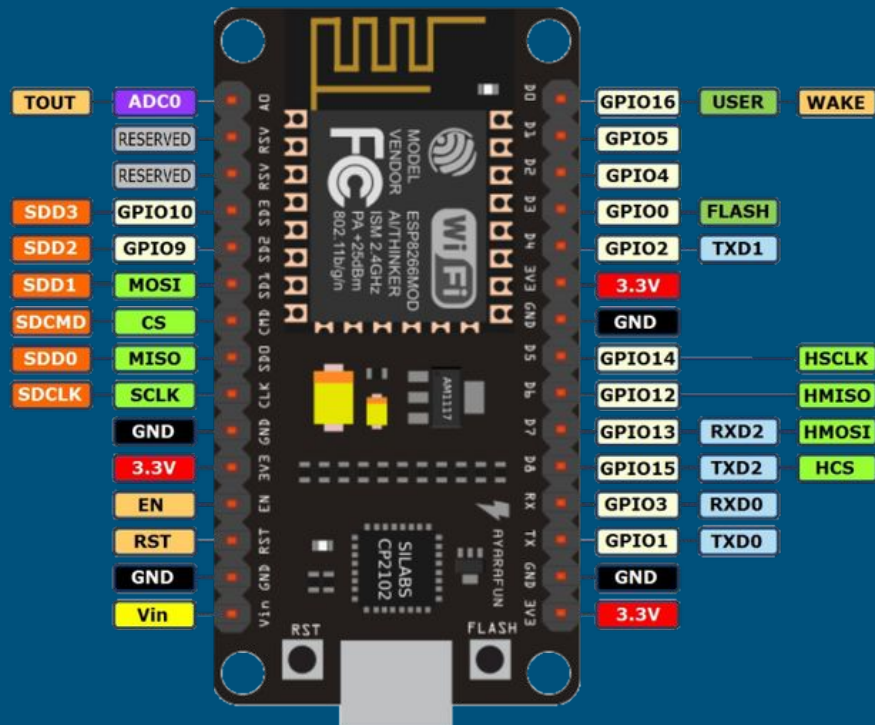 TOUT ADC0 A0 D0 GPIO16 USER WAKE
RESERVED RSV D1 GPIO5
RESERVED RSV D2 GPIO4
SDD3 GPIO10 SD3 D3 GPIO0 FLASH
SDD2 GPIO9 SD2 D4 GPIO2 TXD1
SDD1 MOSI SD1 3V3 3.3V
SDCMD CS CMD GND GND
SDD0 MISO SD0 D5 GPIO14 HSCLK
SDCLK SCLK CLK D6 GPIO12 HMISO
GND GND D7 GPIO13 RXD2 HMOSI
3.3V 3V3 D8 GPIO15 TXD2 HCS
EN EN RX GPIO3 RXD0
RST RST TX GPIO1 TXD0
GND GND GND GND
Vin Vin 3V3 3.3V
MODEL
VENDOR
FC
ESP8266MOD
AI/THINKER
ISM 2.4GHz
PA +25dBm
802.11b/g/n
WiFi
AM1117
SILABS
CP2102
AYARAFUN
RST FLASH